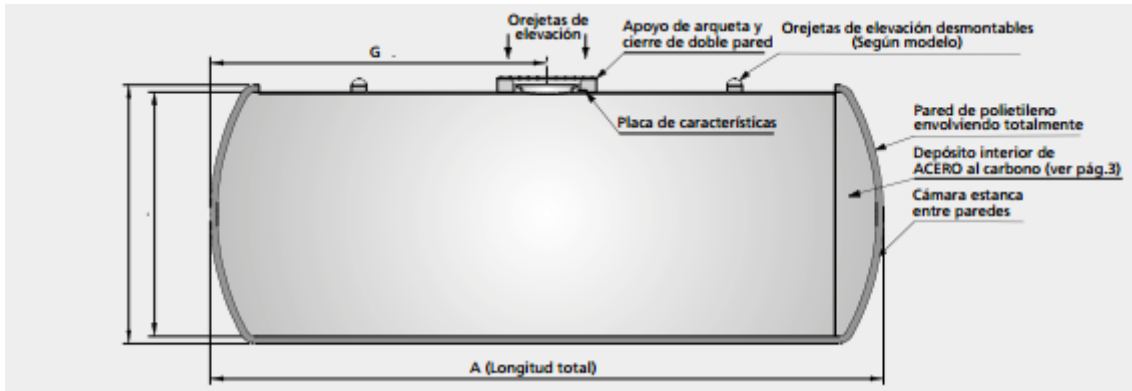 Orejetas de
elevación
Apoyo de arqueta y
cierre de doble pared
Orejetas de elevación desmontables
(Según modelo)
G
Placa de características
Pared de polietileno
envolviendo totalmente
Depósito interior de
ACERO al carbono (ver pág.3)
Cámara estanca
entre paredes
A (Longitud total)